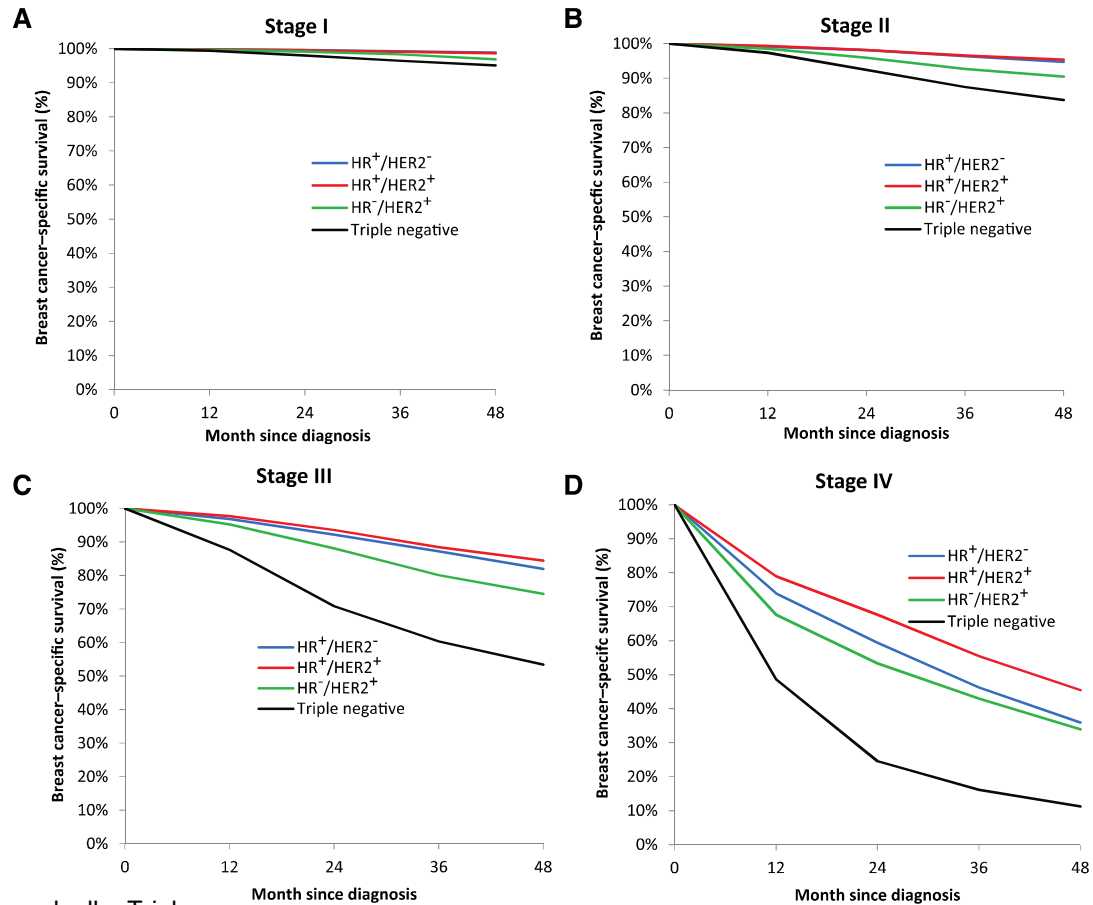 A
Stage I
Breast cancer–specific survival (%)
100%
90%
80%
70%
60%
50%
40%
30%
20%
10%
0%
HR⁺/HER2⁻
HR⁺/HER2⁺
HR⁻/HER2⁺
Triple negative
0 12 24 36 48
Month since diagnosis
B
Stage II
Breast cancer–specfic survival (%)
100%
90%
80%
70%
60%
50%
40%
30%
20%
10%
0%
HR⁺/HER2⁻
HR⁺/HER2⁺
HR⁻/HER2⁺
Triple negative
0 12 24 36 48
Month since diagnosis
C
Stage III
Breast cancer–specific survival (%)
100%
90%
80%
70%
60%
50%
40%
30%
20%
10%
0%
HR⁺/HER2⁻
HR⁺/HER2⁺
HR⁻/HER2⁺
Triple negative
0 12 24 36 48
Month since diagnosis
D
Stage IV
Breast cancer–specifc survival (%)
100%
90%
80%
70%
60%
50%
40%
30%
20%
10%
0%
HR⁺/HER2⁻
HR⁺/HER2⁺
HR⁻/HER2⁺
Triple negative
0 12 24 36 48
Month since diagnosis